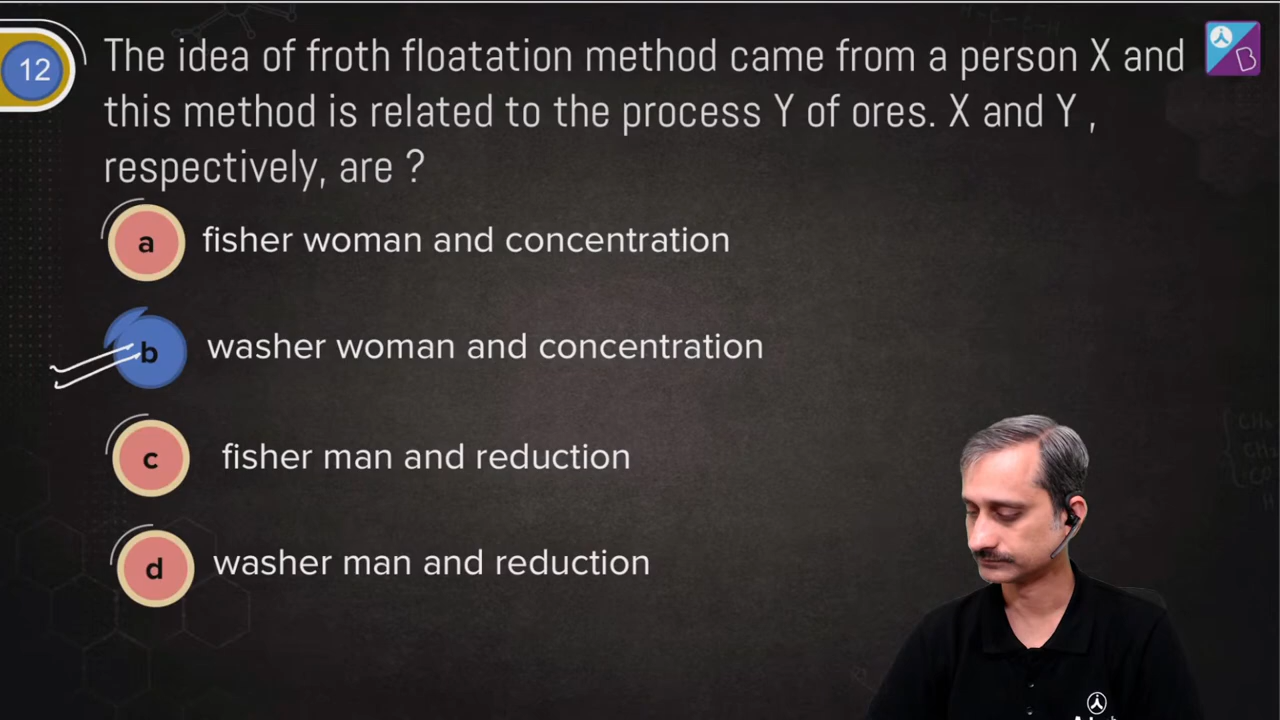 12
The idea of froth floatation method came from a person X and
this method is related to the process Y of ores. X and Y ,
respectively, are ?
a fisher woman and concentration
b washer woman and concentration
c fisher man and reduction
d washer man and reduction
B